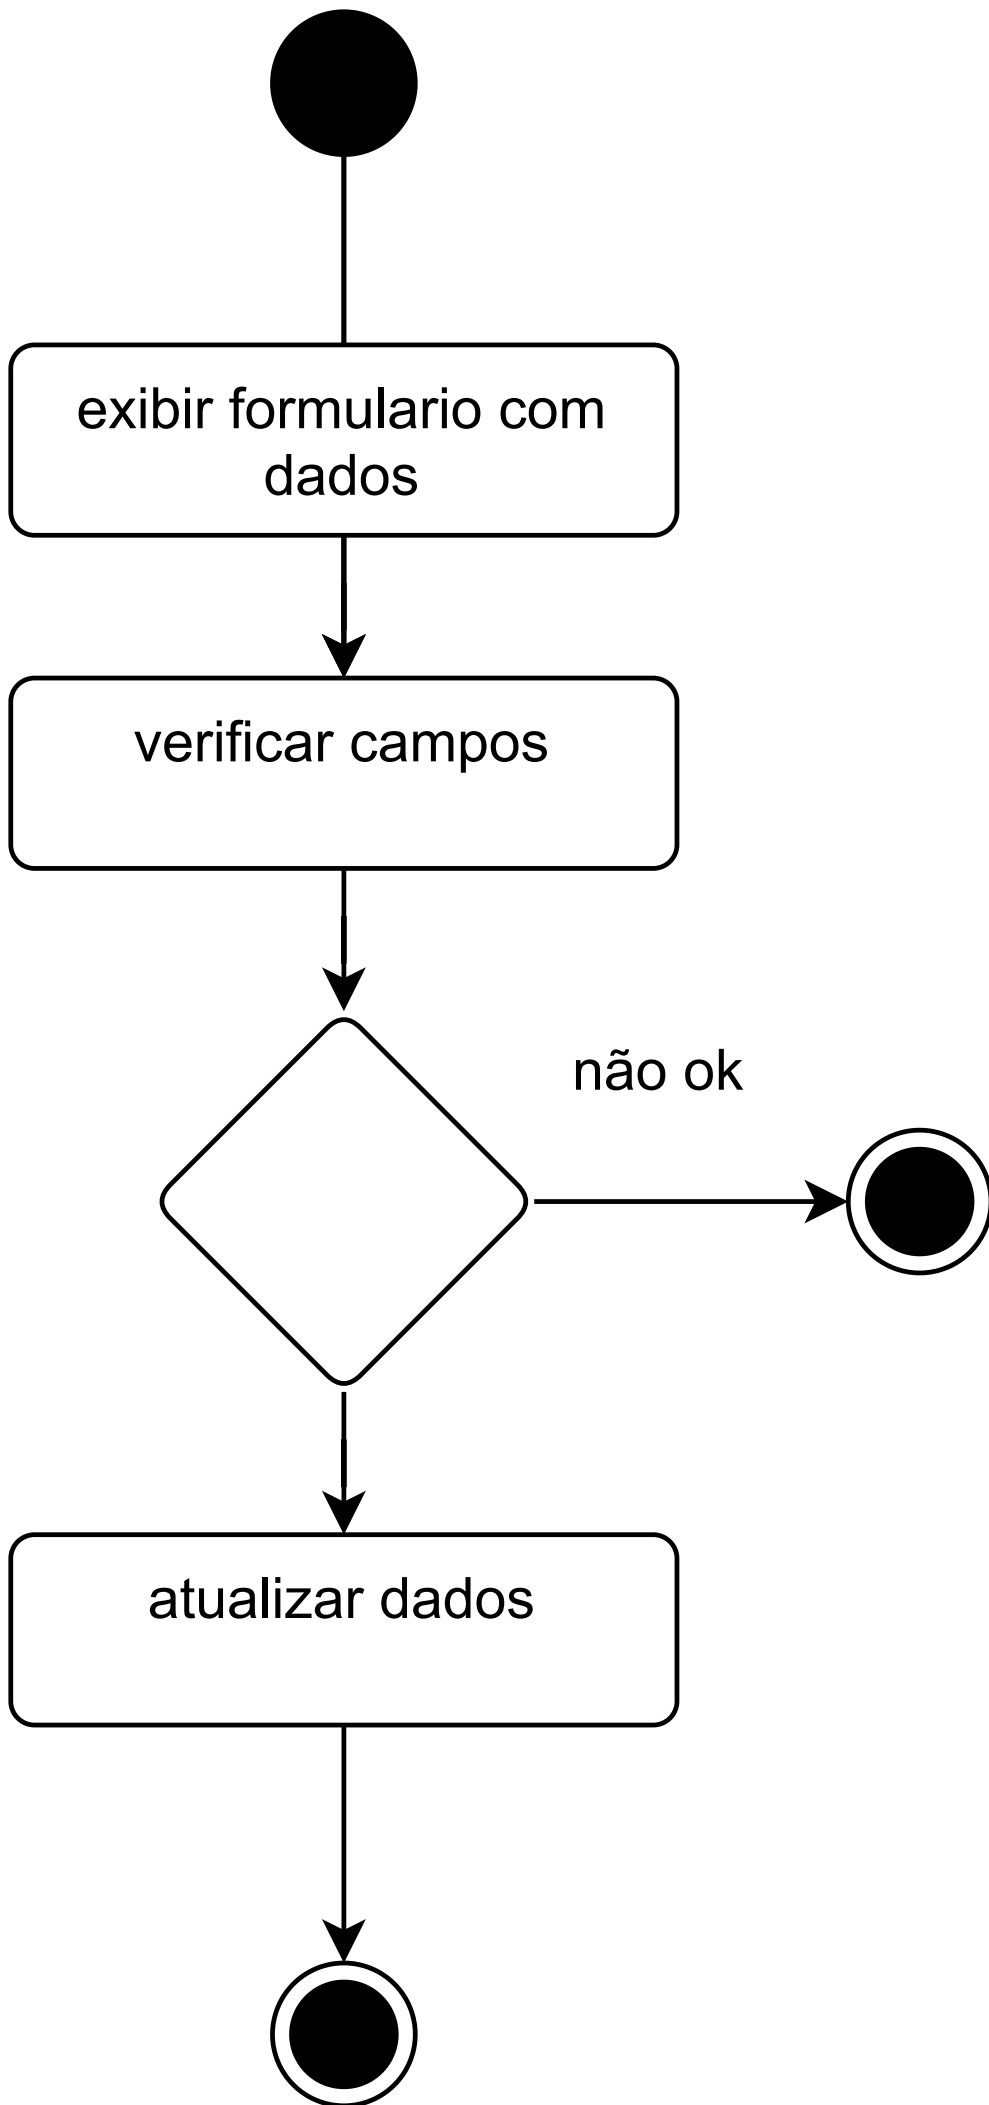 exibir formulario com
dados
verificar campos
não ok
atualizar dados